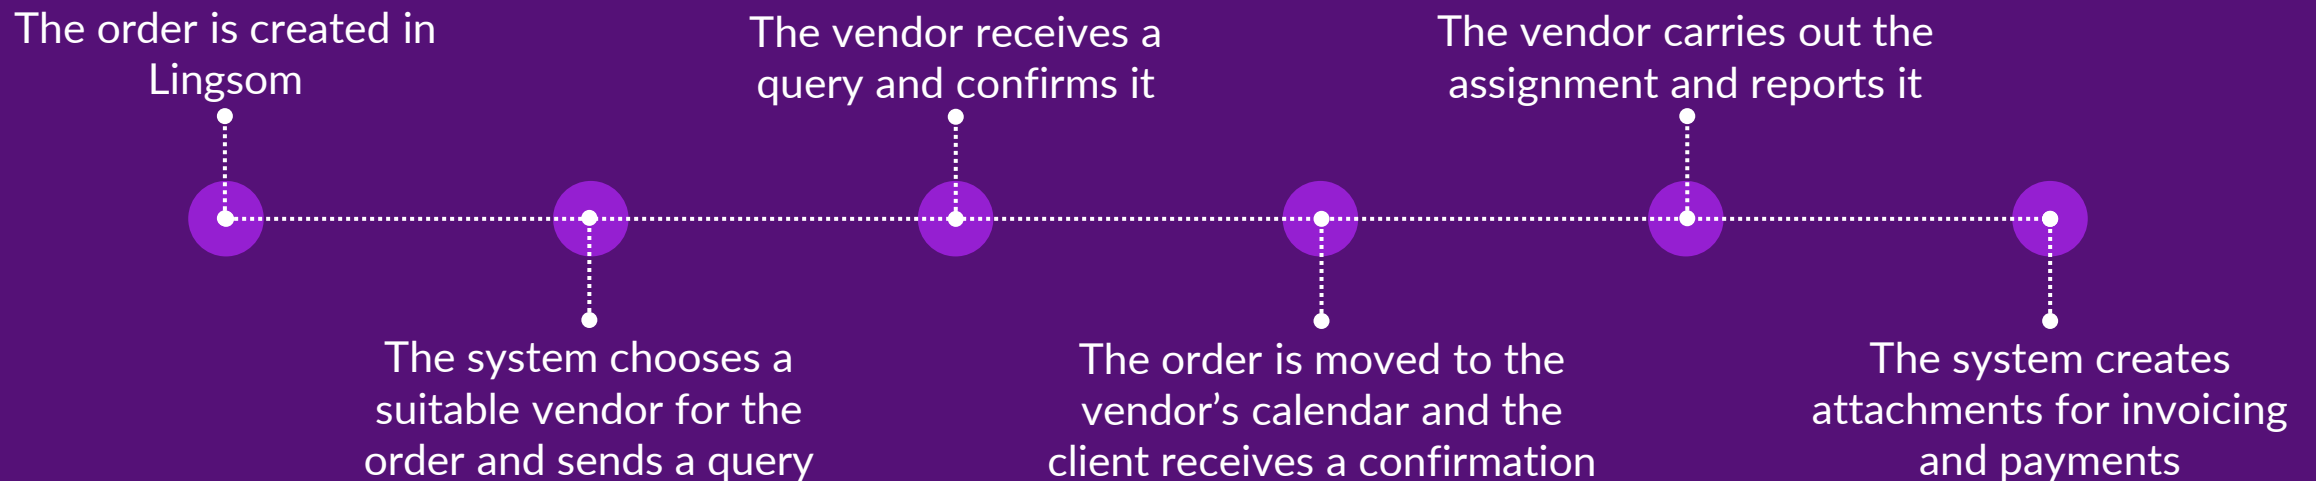 The order is created in
Lingsom
The system chooses a
suitable vendor for the
order and sends a query
The vendor receives a
query and confirms it
The order is moved to the
vendor’s calendar and the
client receives a confirmation
The vendor carries out the
assignment and reports it
The system creates
attachments for invoicing
and payments